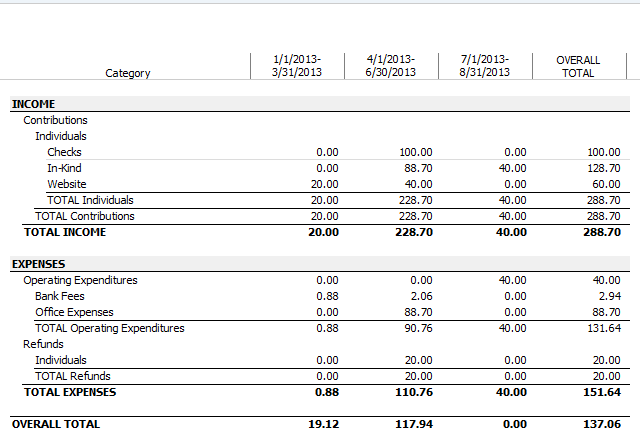 Category 1/1/2013- 3/31/2013 4/1/2013- 6/30/2013 7/1/2013- 8/31/2013 OVERALL TOTAL
INCOME
Contributions
Individuals
Checks 0.00 100.00 0.00 100.00
In-Kind 0.00 88.70 40.00 128.70
Website 20.00 40.00 0.00 60.00
TOTAL Individuals 20.00 228.70 40.00 288.70
TOTAL Contributions 20.00 228.70 40.00 288.70
TOTAL INCOME 20.00 228.70 40.00 288.70
EXPENSES
Operating Expenditures 0.00 0.00 40.00 40.00
Bank Fees 0.88 2.06 0.00 2.94
Office Expenses 0.00 88.70 0.00 88.70
TOTAL Operating Expenditures 0.88 90.76 40.00 131.64
Refunds
Individuals 0.00 20.00 0.00 20.00
TOTAL Refunds 0.00 20.00 0.00 20.00
TOTAL EXPENSES 0.88 110.76 40.00 151.64
OVERALL TOTAL 19.12 117.94 0.00 137.06